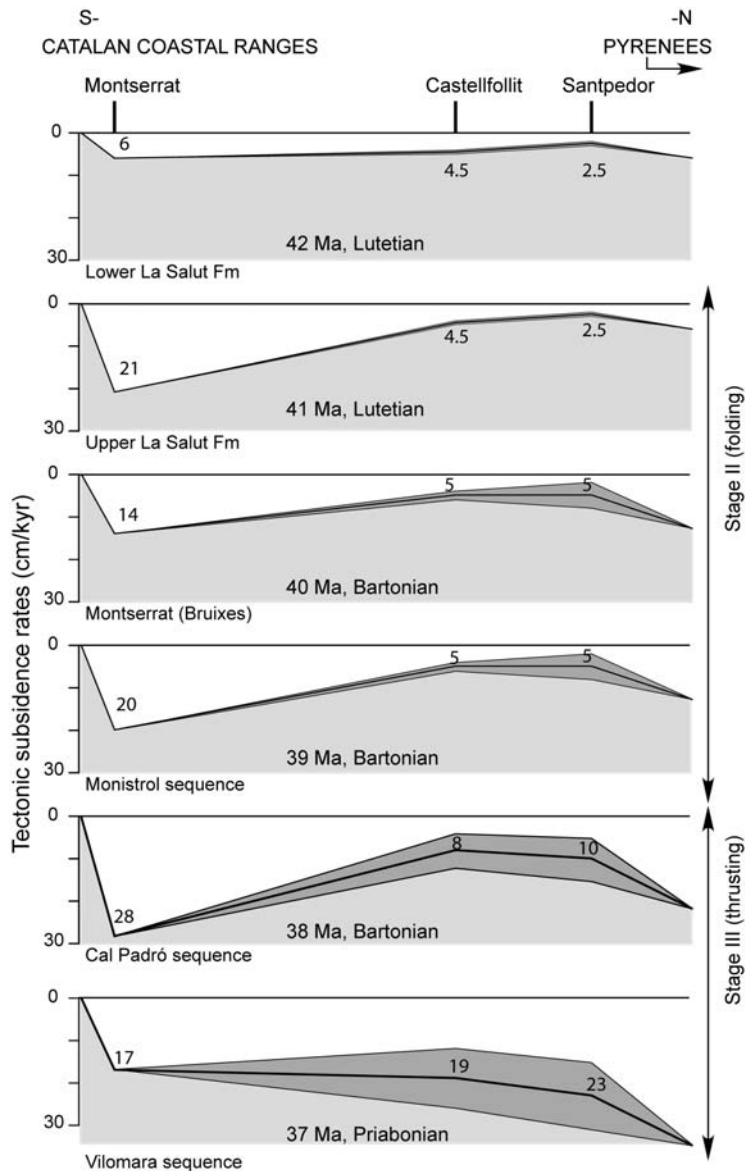 S-
-N
CATALAN COASTAL RANGES
PYRENEES
Montserrat
Castellfollit
Santpedor
Tectonic subsidence rates (cm/kyr)
0
6
4.5
2.5
30
42 Ma, Lutetian
Lower La Salut Fm
0
21
4.5
2.5
30
41 Ma, Lutetian
Upper La Salut Fm
0
14
5
5
30
40 Ma, Bartonian
Montserrat (Bruixes)
0
20
5
5
30
39 Ma, Bartonian
Monistrol sequence
Stage II (folding)
0
28
8
10
30
38 Ma, Bartonian
Cal Padró sequence
0
17
19
23
30
37 Ma, Priabonian
Vilomara sequence
Stage III (thrusting)